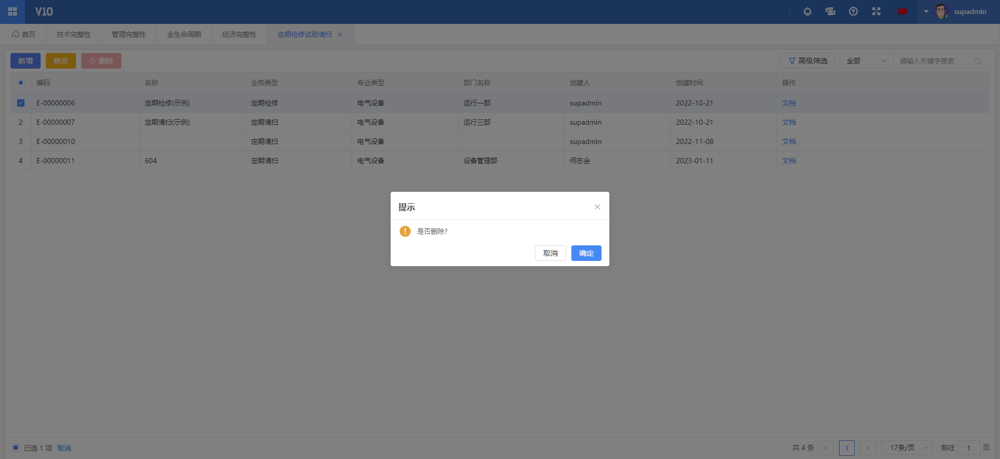 V10 supadmin
首页 技术完整性 管理完整性 全生命周期 经济完整性 定期检修试验清扫
新增 修改 删除 高级筛选 全部 请输入关键字搜索
编码 名称 业务类型 专业类型 部门名称 创建人 创建时间 操作
E-00000006 定期检修(示例) 定期检修 电气设备 运行一部 supadmin 2022-10-21 文档
2 E-00000007 定期清扫(示例) 定期清扫 电气设备 运行三部 supadmin 2022-10-21 文档
3 E-00000010 定期清扫 电气设备 supadmin 2022-11-08 文档
4 E-00000011 604 定期清扫 电气设备 设备管理部 何志会 2023-01-11 文档
提示
是否删除?
取消 确定
已选 1 项 取消 共 4 条 1 17条/页 前往 1 页